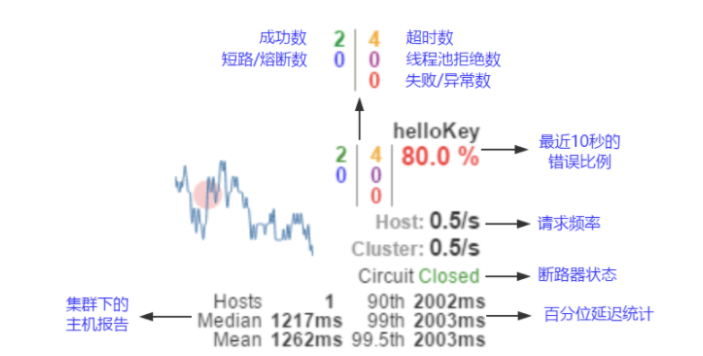 成功数 2 4 超时数
短路/熔断数 0 0 线程池拒绝数
0 失败/异常数
helloKey
2 4 80.0 % 最近10秒的
错误比例
0 0
0
Host: 0.5/s 请求频率
Cluster: 0.5/s
Circuit Closed 断路器状态
集群下的
主机报告
Hosts 1 90th 2002ms
Median 1217ms 99th 2003ms 百分位延迟统计
Mean 1262ms 99.5th 2003ms